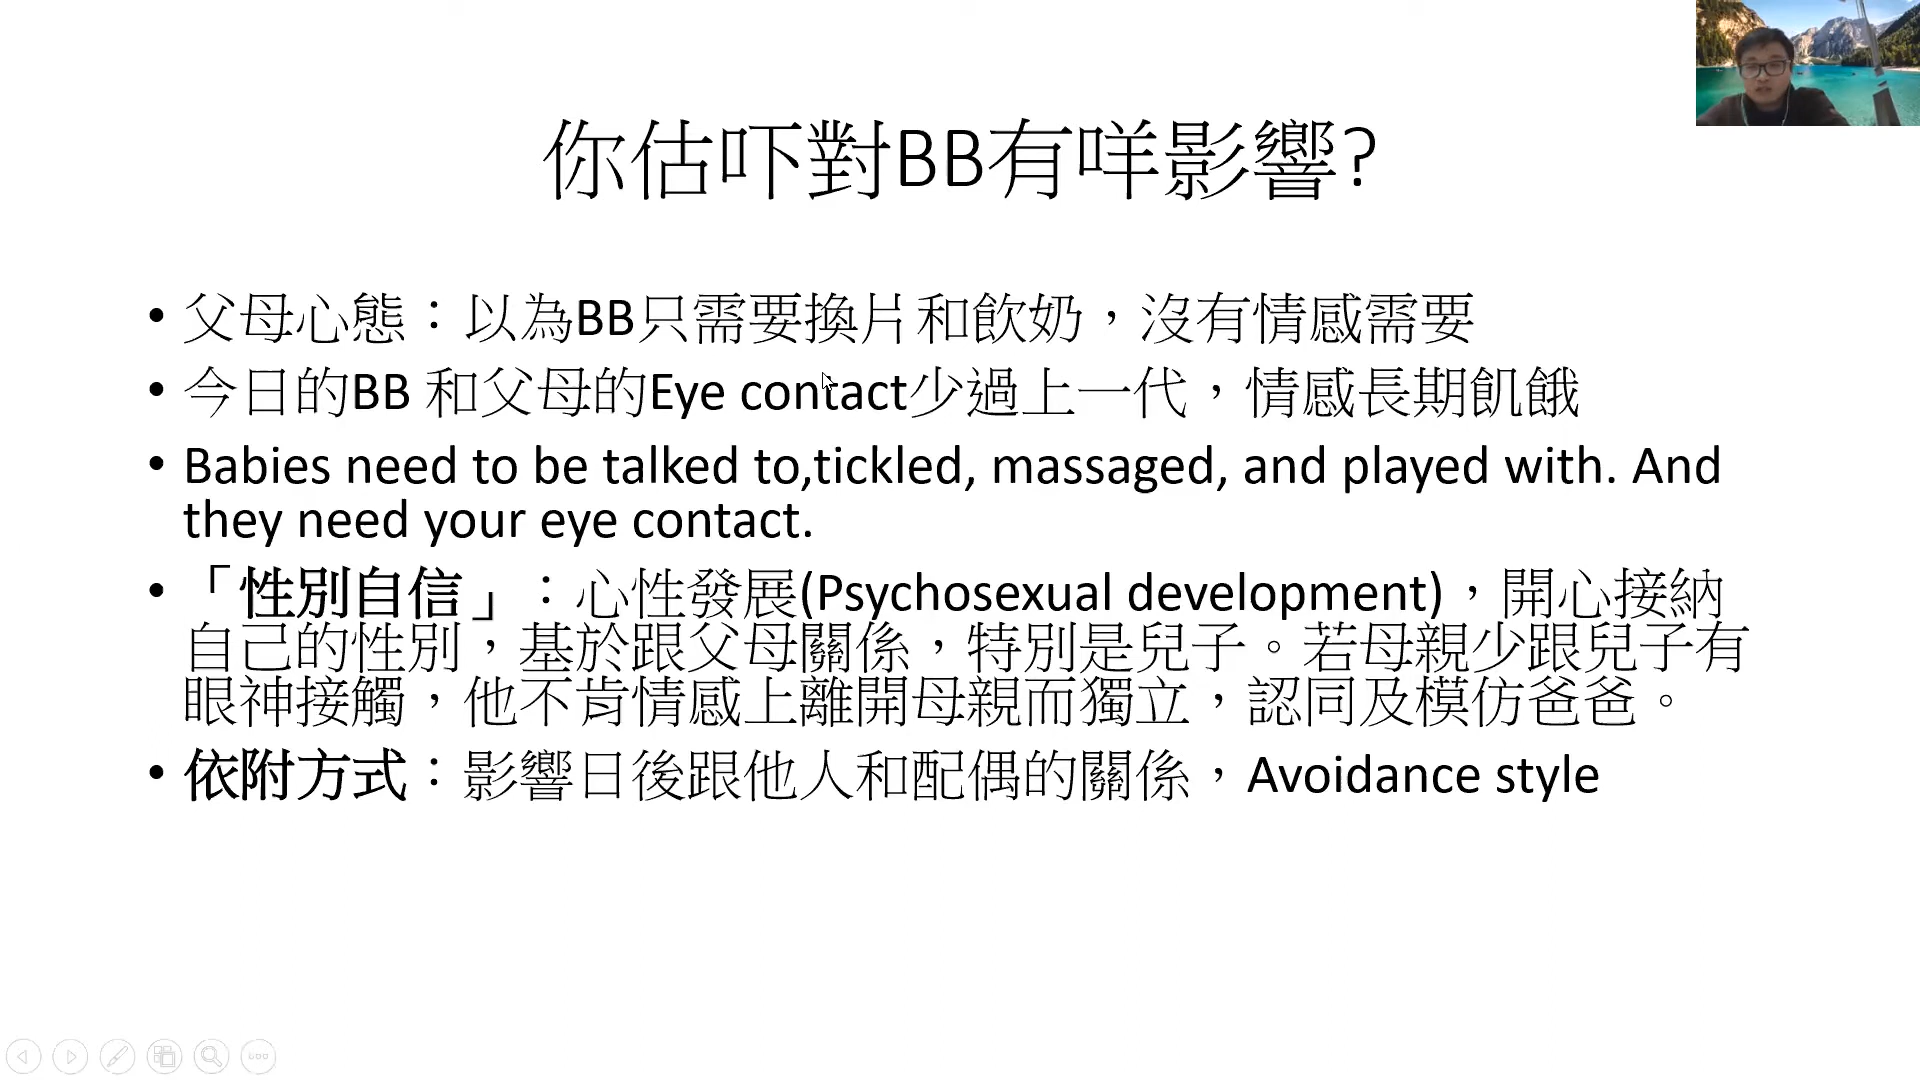 你估吓對BB有咩影響?
• 父母心態：以為BB只需要換片和飲奶，沒有情感需要
• 今日的BB 和父母的Eye contact少過上一代，情感長期飢餓
• Babies need to be talked to,tickled, massaged, and played with. And
they need your eye contact.
• 「性別自信」：心性發展(Psychosexual development)，開心接納
自己的性別，基於跟父母關係，特別是兒子。若母親少跟兒子有
眼神接觸，他不肯情感上離開母親而獨立，認同及模仿爸爸。
• 依附方式：影響日後跟他人和配偶的關係，Avoidance style